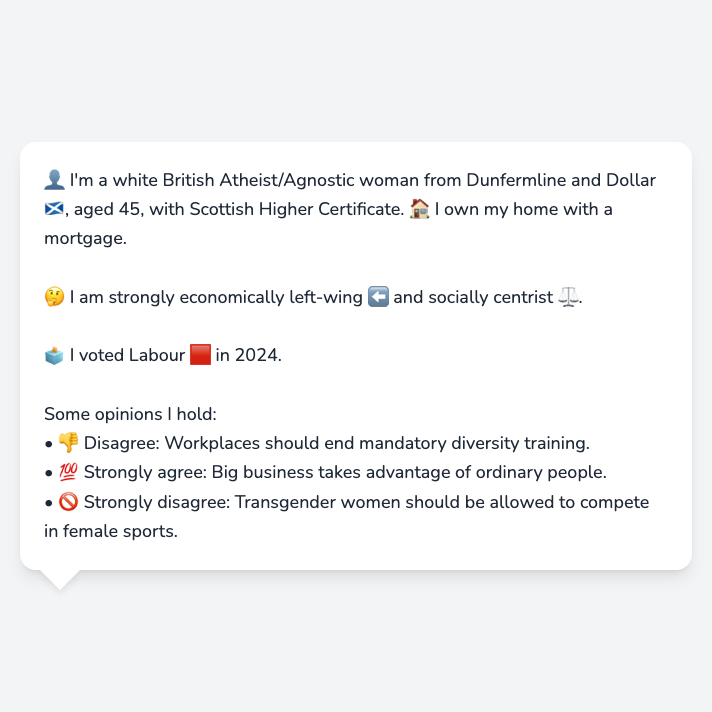 👤 I'm a white British Atheist/Agnostic woman from Dunfermline and Dollar
🏴󠁧󠁢󠁳󠁣󠁴󠁿, aged 45, with Scottish Higher Certificate. 🏠 I own my home with a
mortgage.
🤔 I am strongly economically left-wing ⬅️ and socially centrist ⚖️.
🗳️ I voted Labour 🟥 in 2024.
Some opinions I hold:
• 👎 Disagree: Workplaces should end mandatory diversity training.
• 💯 Strongly agree: Big business takes advantage of ordinary people.
• 🚫 Strongly disagree: Transgender women should be allowed to compete
in female sports.